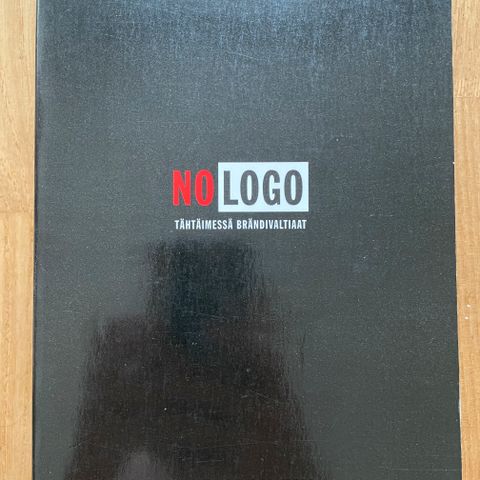 NO LOGO
TÄHTÄIMESSÄ BRÄNDIVALTIAAT